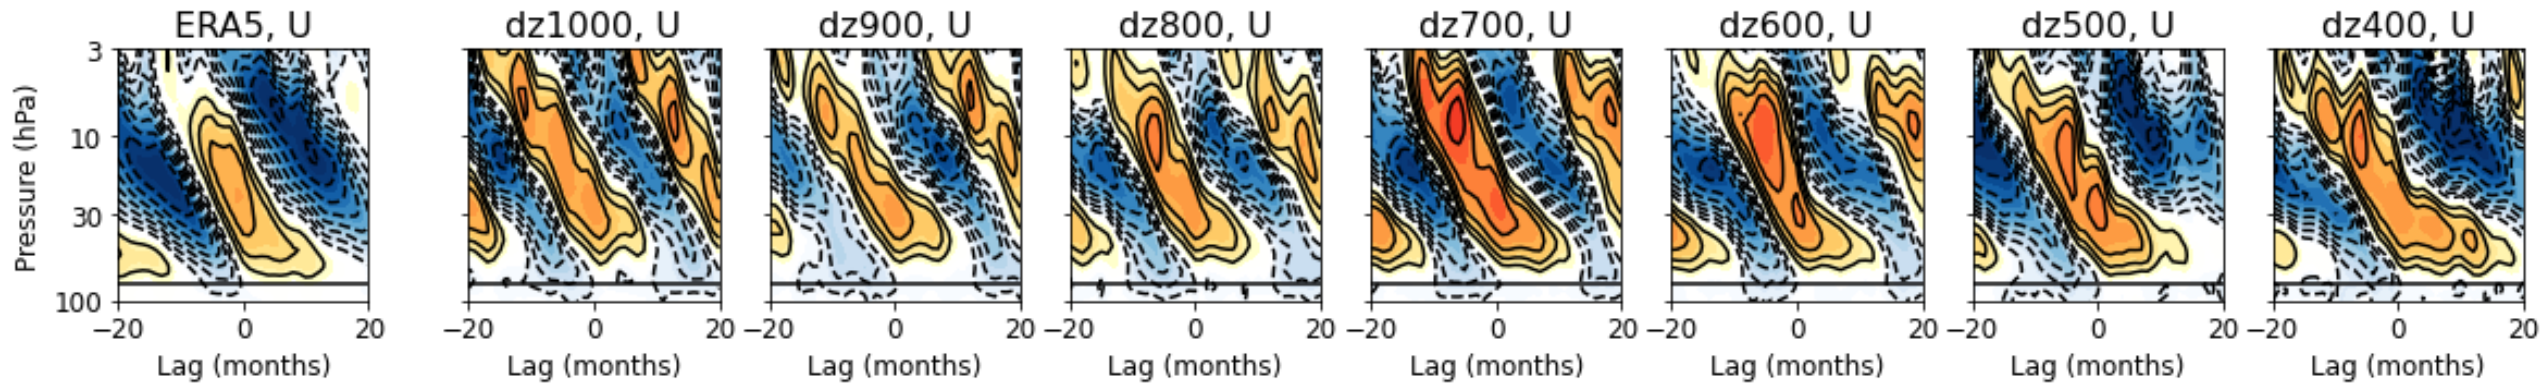 ERA5, U dz1000, U dz900, U dz800, U dz700, U dz600, U dz500, U dz400, U
Pressure (hPa)
3
10
30
100
−20 0 20 −20 0 20 −20 0 20 −20 0 20 −20 0 20 −20 0 20 −20 0 20 −20 0 20
Lag (months) Lag (months) Lag (months) Lag (months) Lag (months) Lag (months) Lag (months) Lag (months)